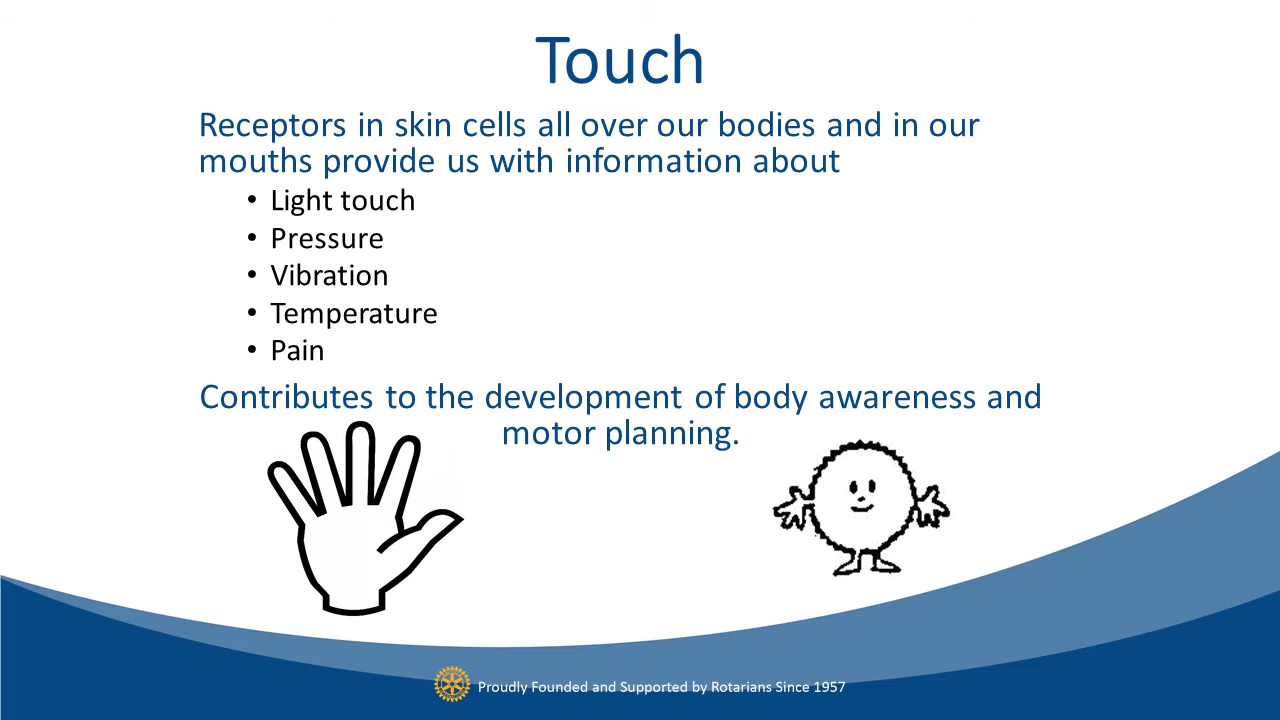 Touch
Receptors in skin cells all over our bodies and in our
mouths provide us with information about
• Light touch
• Pressure
• Vibration
• Temperature
• Pain
Contributes to the development of body awareness and
motor planning.
Proudly Founded and Supported by Rotarians Since 1957